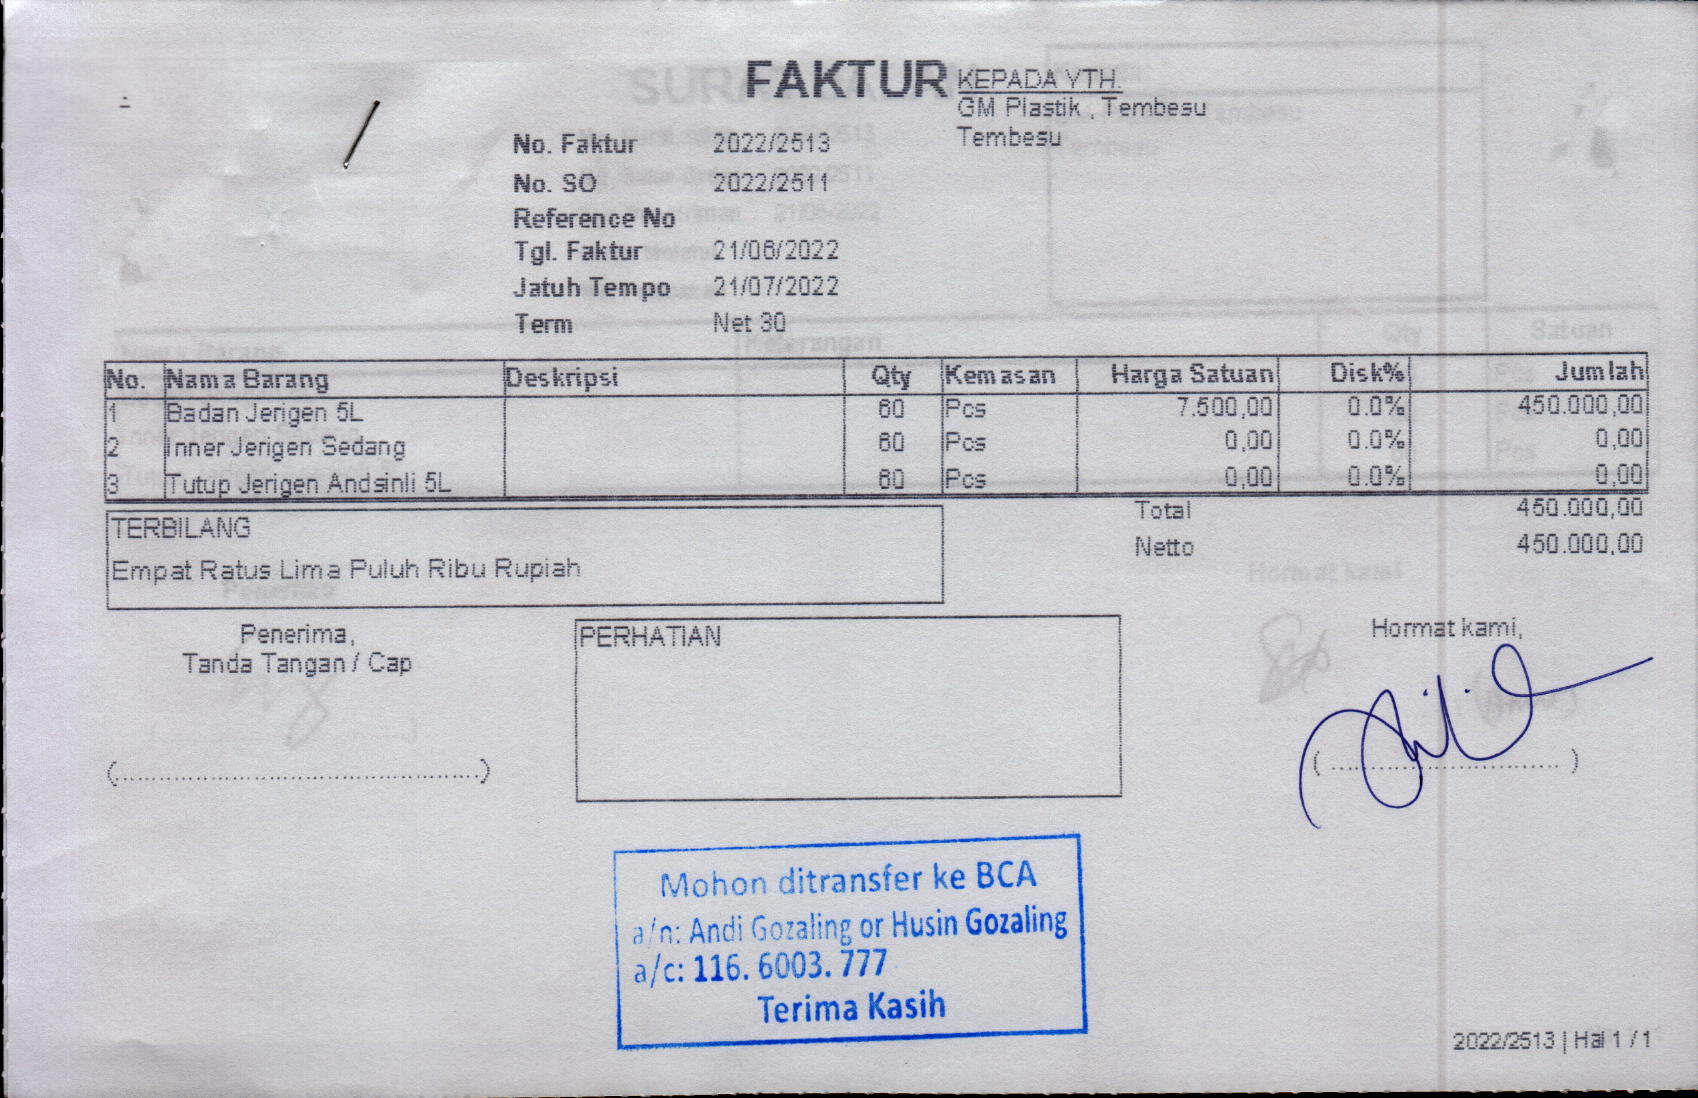 FAKTUR
KEPADA YTH.
GM Plastik , Tembesu
Tembesu
No. Faktur 2022/2513
No. SO 2022/2511
Reference No
Tgl. Faktur 21/06/2022
Jatuh Tempo 21/07/2022
Term Net 30
No. Nama Barang Deskripsi Qty Kemasan Harga Satuan Disk% Jumlah
1 Badan Jerigen 5L 60 Pcs 7.500,00 0.0% 450.000,00
2 Inner Jerigen Sedang 60 Pcs 0,00 0.0% 0,00
3 Tutup Jerigen Andsinli 5L 60 Pcs 0,00 0.0% 0,00
Total 450.000,00
Netto 450.000,00
TERBILANG
Empat Ratus Lima Puluh Ribu Rupiah
Penerima,
Tanda Tangan / Cap
PERHATIAN
Hormat kami,
Mohon ditransfer ke BCA
a/n: Andi Gozaling or Husin Gozaling
a/c: 116. 6003. 777
Terima Kasih
2022/2513 | Hal 1 / 1